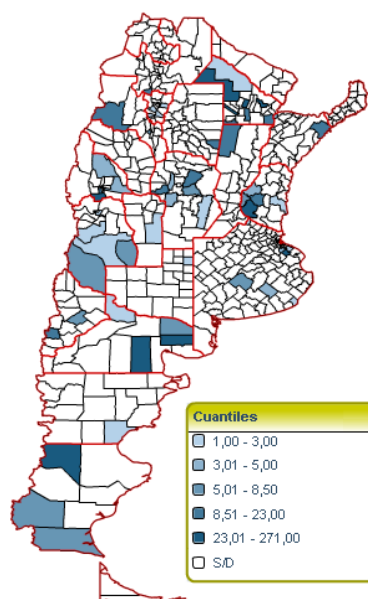 Cuantiles
1,00 - 3,00
3,01 - 5,00
5,01 - 8,50
8,51 - 23,00
23,01 - 271,00
S/D